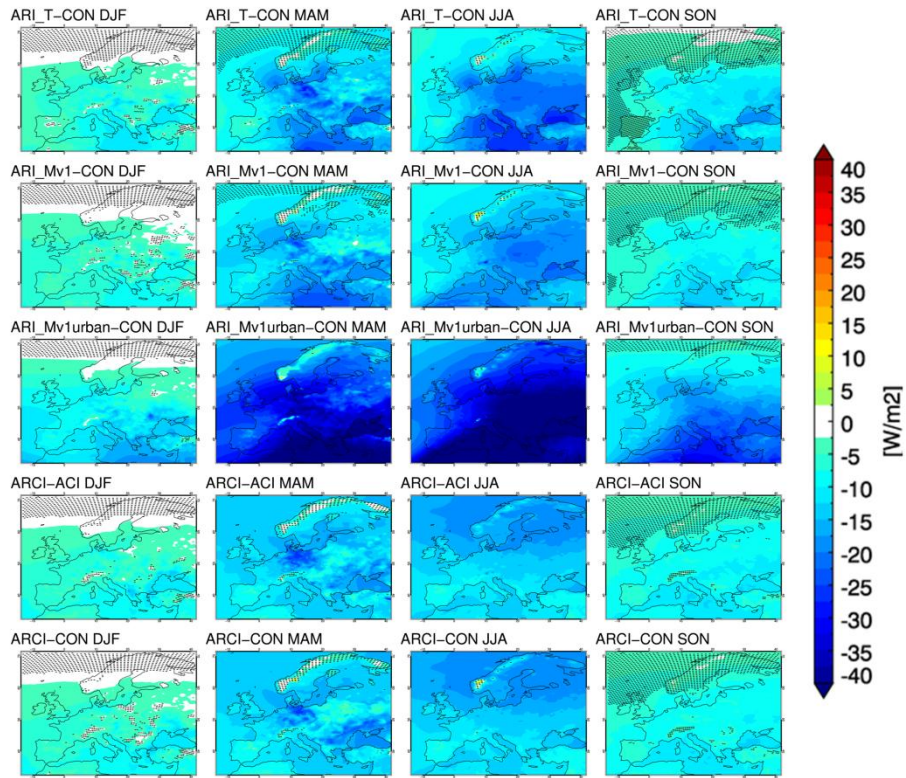 ARI_T-CON DJF ARI_T-CON MAM ARI_T-CON JJA ARI_T-CON SON
ARI_Mv1-CON DJF ARI_Mv1-CON MAM ARI_Mv1-CON JJA ARI_Mv1-CON SON
ARI_Mv1urban-CON DJF ARI_Mv1urban-CON MAM ARI_Mv1urban-CON JJA ARI_Mv1urban-CON SON
ARCI-ACI DJF ARCI-ACI MAM ARCI-ACI JJA ARCI-ACI SON
ARCI-CON DJF ARCI-CON MAM ARCI-CON JJA ARCI-CON SON
40
35
30
25
20
15
10
5
0
-5
-10
-15
-20
-25
-30
-35
-40
[W/m2]